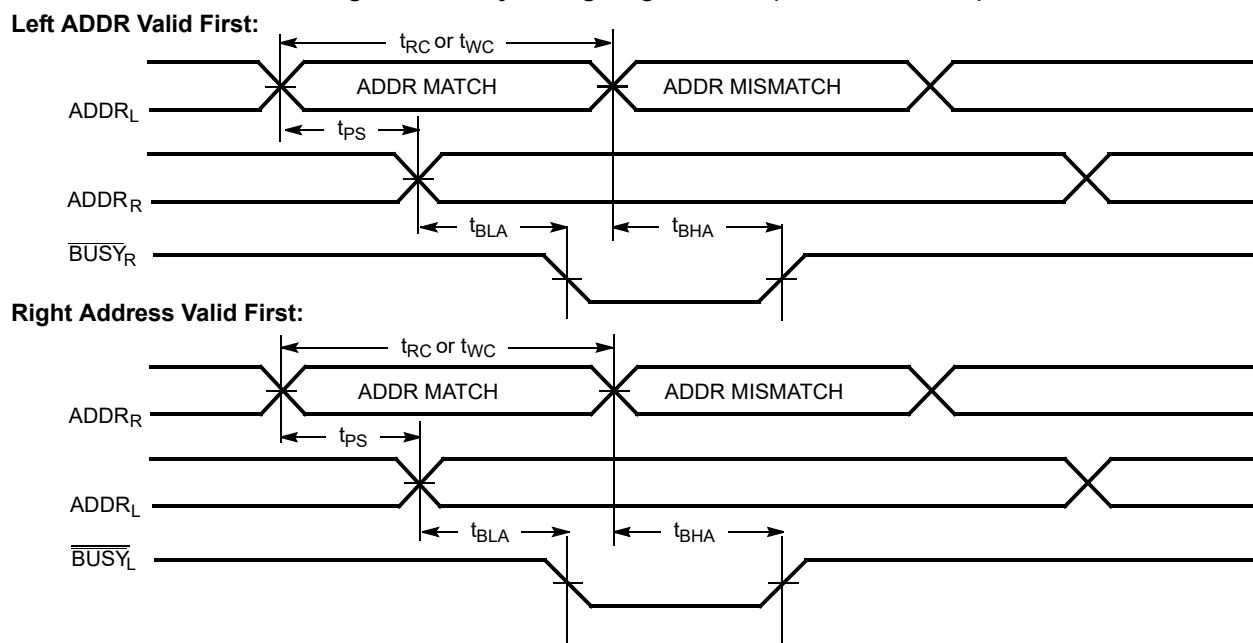 Left ADDR Valid First:
tRC or tWC
ADDR MATCH
ADDR MISMATCH
ADDRL
tPS
ADDRR
tBLA
tBHA
BUSYR
Right Address Valid First:
tRC or tWC
ADDR MATCH
ADDR MISMATCH
ADDRR
tPS
ADDRL
tBLA
tBHA
BUSYL